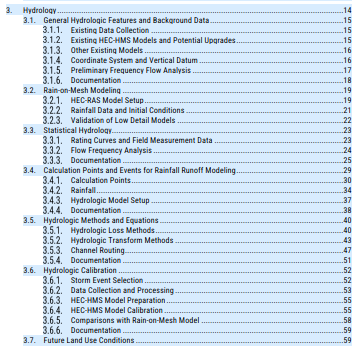 3. Hydrology 14
3.1. General Hydrologic Features and Background Data 15
3.1.1. Existing Data Collection 15
3.1.2. Existing HEC-HMS Models and Potential Upgrades 15
3.1.3. Other Existing Models 16
3.1.4. Coordinate System and Vertical Datum 16
3.1.5. Preliminary Frequency Flow Analysis 17
3.1.6. Documentation 18
3.2. Rain-on-Mesh Modeling 19
3.2.1. HEC-RAS Model Setup 19
3.2.2. Rainfall Data and Initial Conditions 21
3.2.3. Validation of Low Detail Models 22
3.3. Statistical Hydrology 23
3.3.1. Rating Curves and Field Measurement Data 23
3.3.2. Flow Frequency Analysis 24
3.3.3. Documentation 25
3.4. Calculation Points and Events for Rainfall Runoff Modeling 29
3.4.1. Calculation Points 30
3.4.2. Rainfall 34
3.4.3. Hydrologic Model Setup 37
3.4.4. Documentation 38
3.5. Hydrologic Methods and Equations 40
3.5.1. Hydrologic Loss Methods 40
3.5.2. Hydrologic Transform Methods 43
3.5.3. Channel Routing 47
3.5.4. Documentation 51
3.6. Hydrologic Calibration 52
3.6.1. Storm Event Selection 52
3.6.2. Data Collection and Processing 53
3.6.3. HEC-HMS Model Preparation 55
3.6.4. HEC-HMS Model Calibration 55
3.6.5. Comparisons with Rain-on-Mesh Model 58
3.6.6. Documentation 59
3.7. Future Land Use Conditions 59